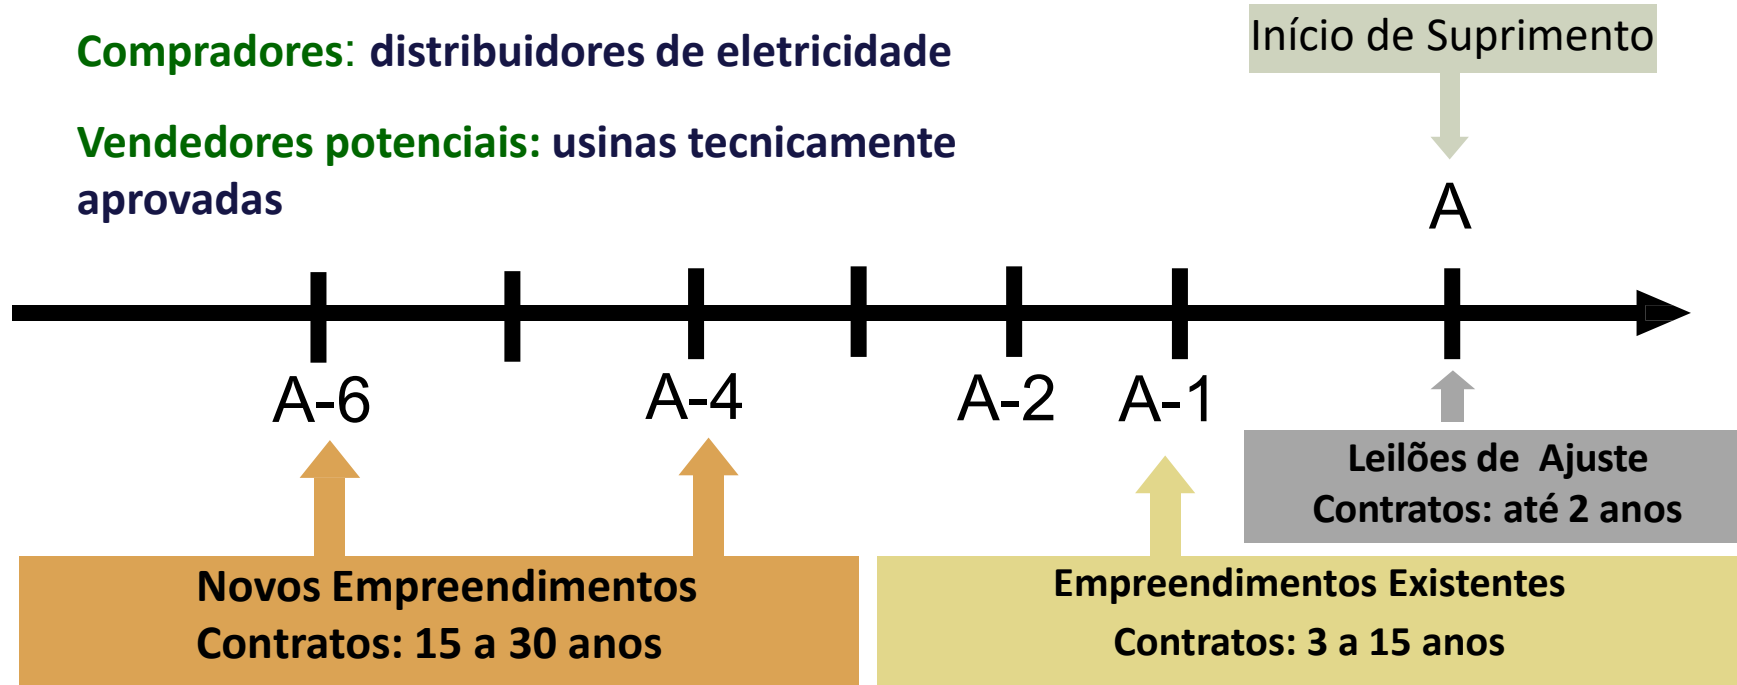 Compradores: distribuidores de eletricidade
Vendedores potenciais: usinas tecnicamente
aprovadas
Início de Suprimento
A
A-6
A-4
A-2
A-1
Leilões de Ajuste
Contratos: até 2 anos
Novos Empreendimentos
Contratos: 15 a 30 anos
Empreendimentos Existentes
Contratos: 3 a 15 anos